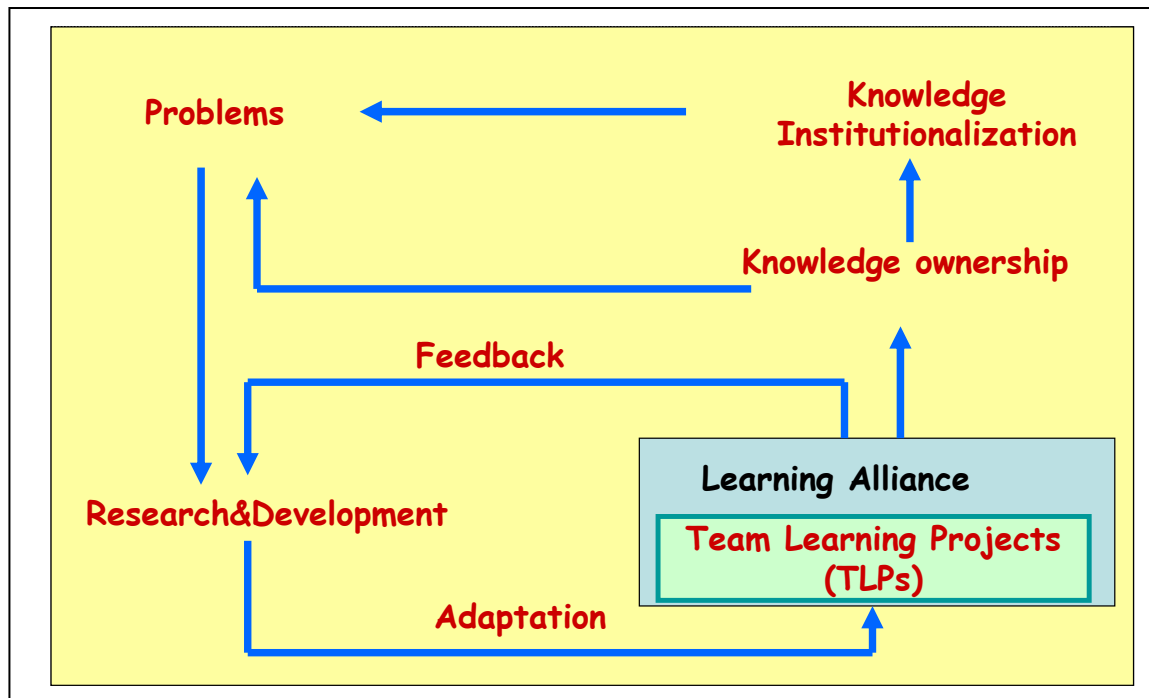 Problems
Knowledge
Institutionalization
Knowledge ownership
Feedback
Learning Alliance
Research&Development
Team Learning Projects
(TLPs)
Adaptation